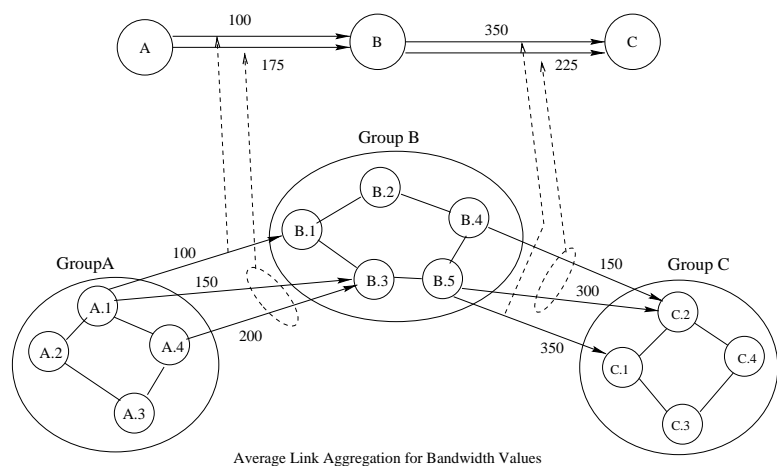 100
350
A
B
C
175
225
Group B
B.2
B.1
B.4
100
GroupA
150
B.3
B.5
150
Group C
300
A.1
200
C.2
A.2
A.4
350
C.1
C.4
A.3
C.3
Average Link Aggregation for Bandwidth Values